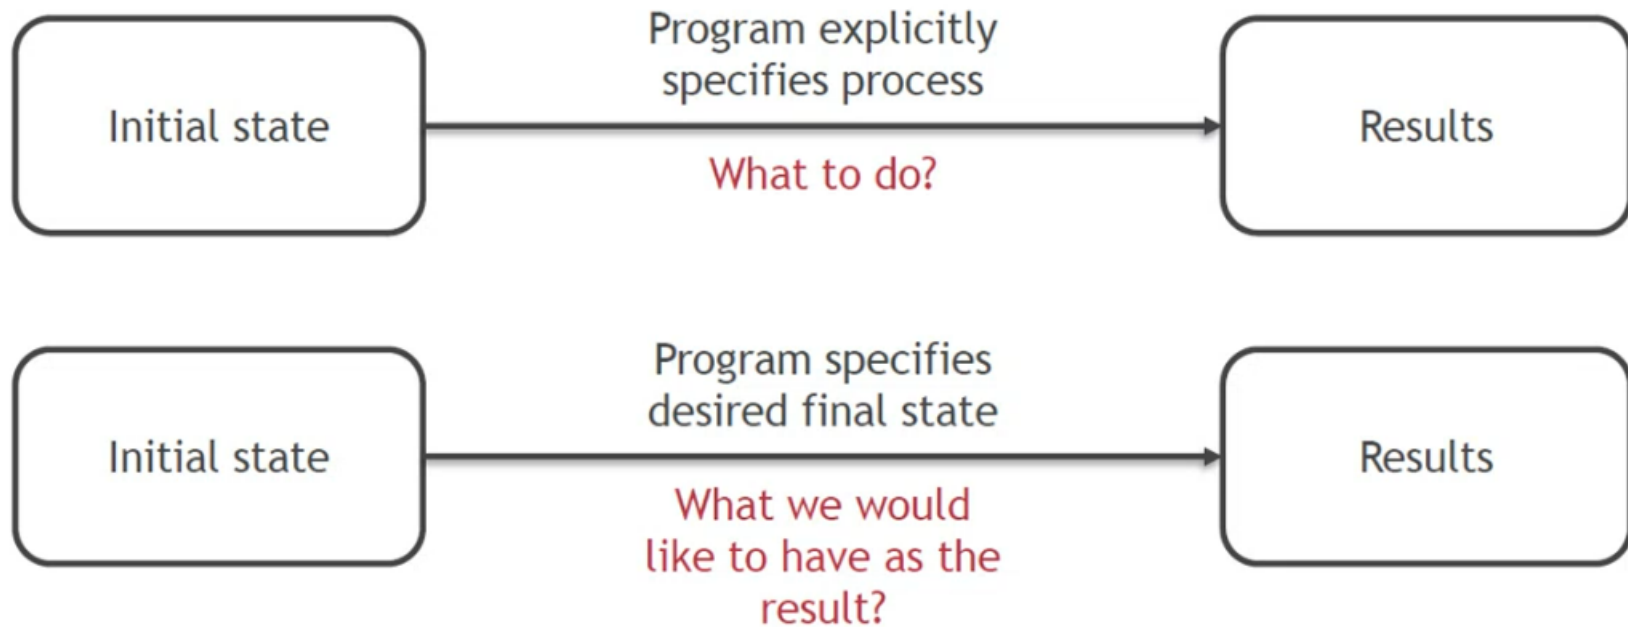 Program explicitly
specifies process
Initial state
Results
What to do?
Program specifies
desired final state
Initial state
Results
What we would
like to have as the
result?